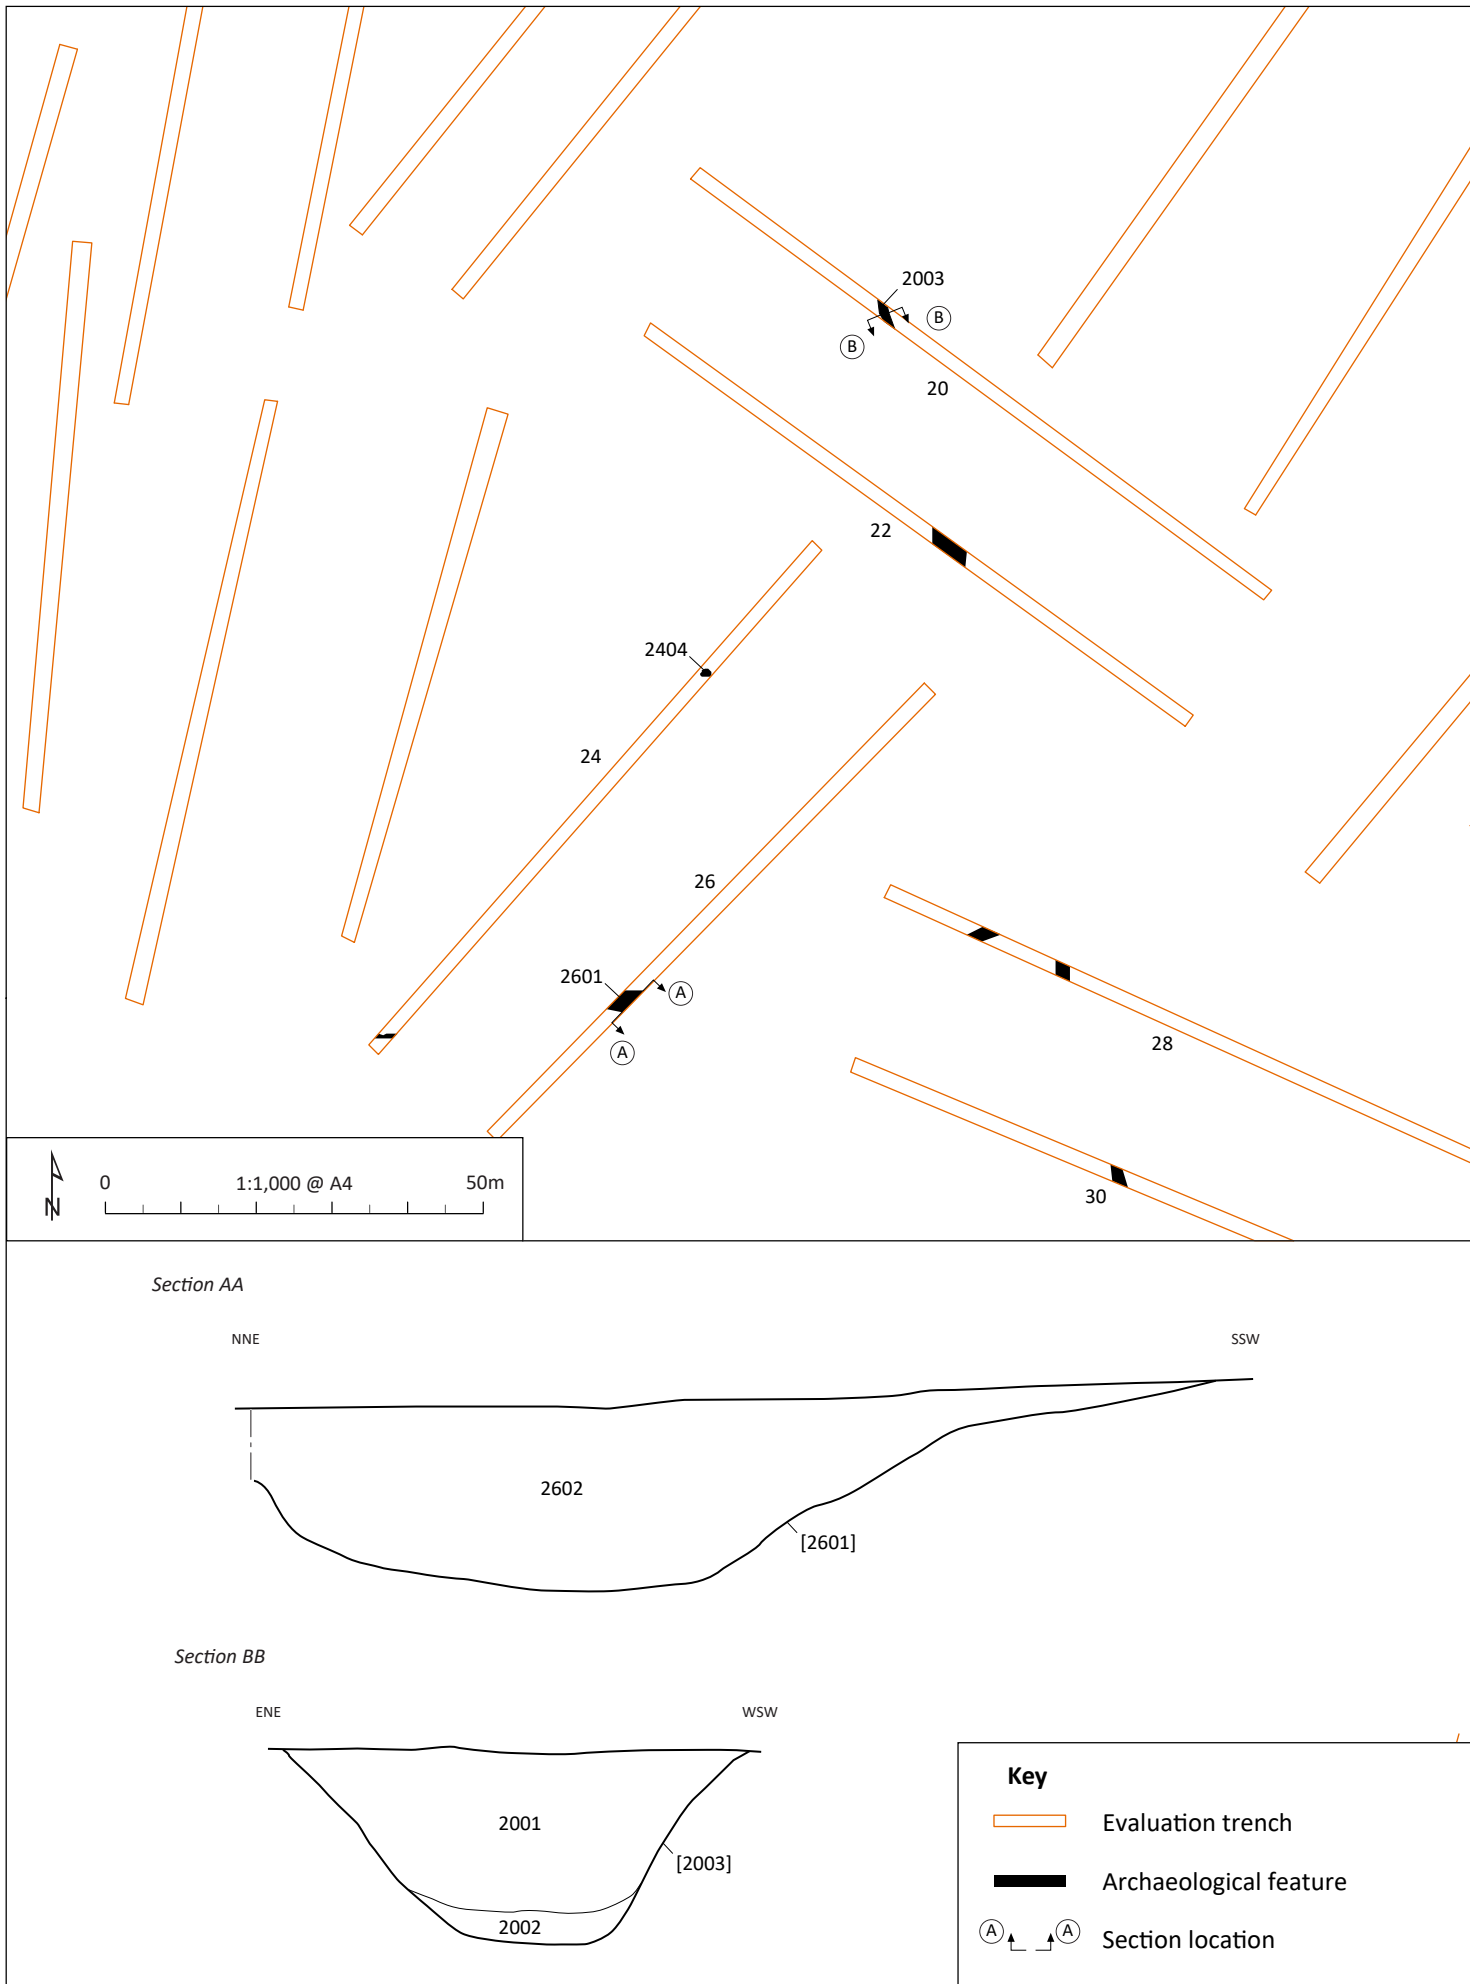 2003
B
B
20
22
2404
24
26
2601
A
A
28
30
N
0 1:1,000 @ A4 50m
Section AA
NNE SSW
2602
[2601]
Section BB
ENE WSW
2001
[2003]
2002
Key
Evaluation trench
Archaeological feature
A A Section location